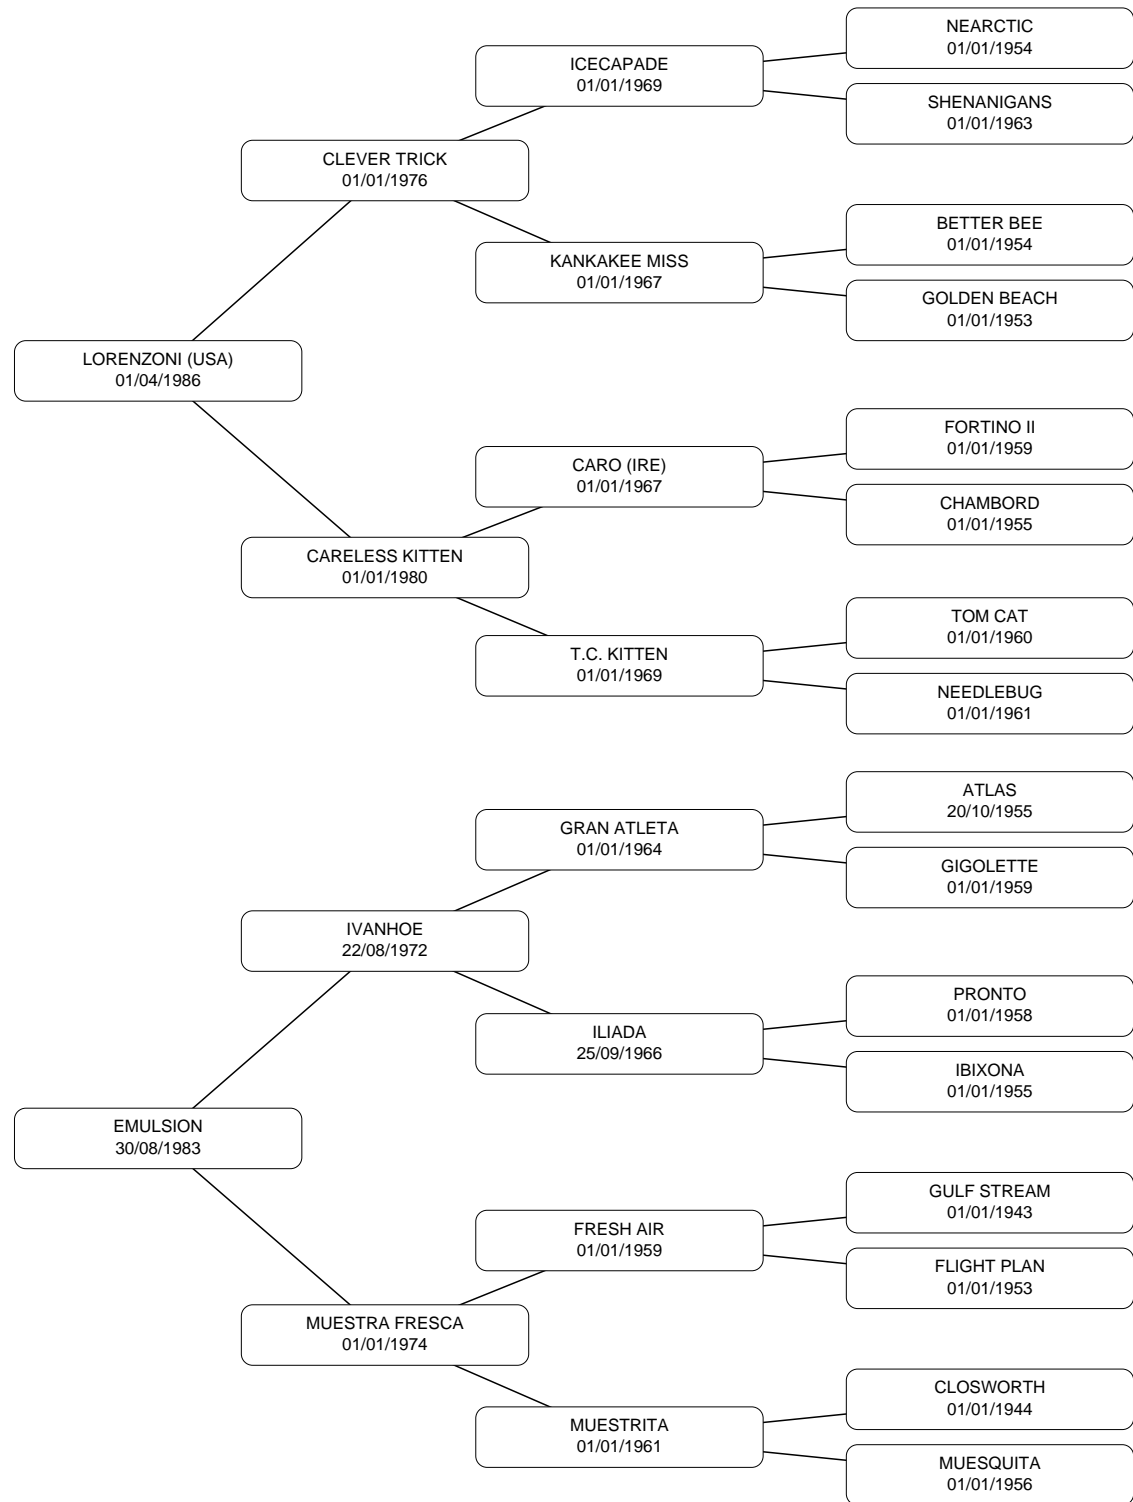 NEARCTIC
01/01/1954
ICECAPADE
01/01/1969
SHENANIGANS
01/01/1963
CLEVER TRICK
01/01/1976
BETTER BEE
01/01/1954
KANKAKEE MISS
01/01/1967
GOLDEN BEACH
01/01/1953
LORENZONI (USA)
01/04/1986
FORTINO II
01/01/1959
CARO (IRE)
01/01/1967
CHAMBORD
01/01/1955
CARELESS KITTEN
01/01/1980
TOM CAT
01/01/1960
T.C. KITTEN
01/01/1969
NEEDLEBUG
01/01/1961
ATLAS
20/10/1955
GRAN ATLETA
01/01/1964
GIGOLETTE
01/01/1959
IVANHOE
22/08/1972
PRONTO
01/01/1958
ILIADA
25/09/1966
IBIXONA
01/01/1955
EMULSION
30/08/1983
GULF STREAM
01/01/1943
FRESH AIR
01/01/1959
FLIGHT PLAN
01/01/1953
MUESTRA FRESCA
01/01/1974
CLOSWORTH
01/01/1944
MUESTRITA
01/01/1961
MUESQUITA
01/01/1956